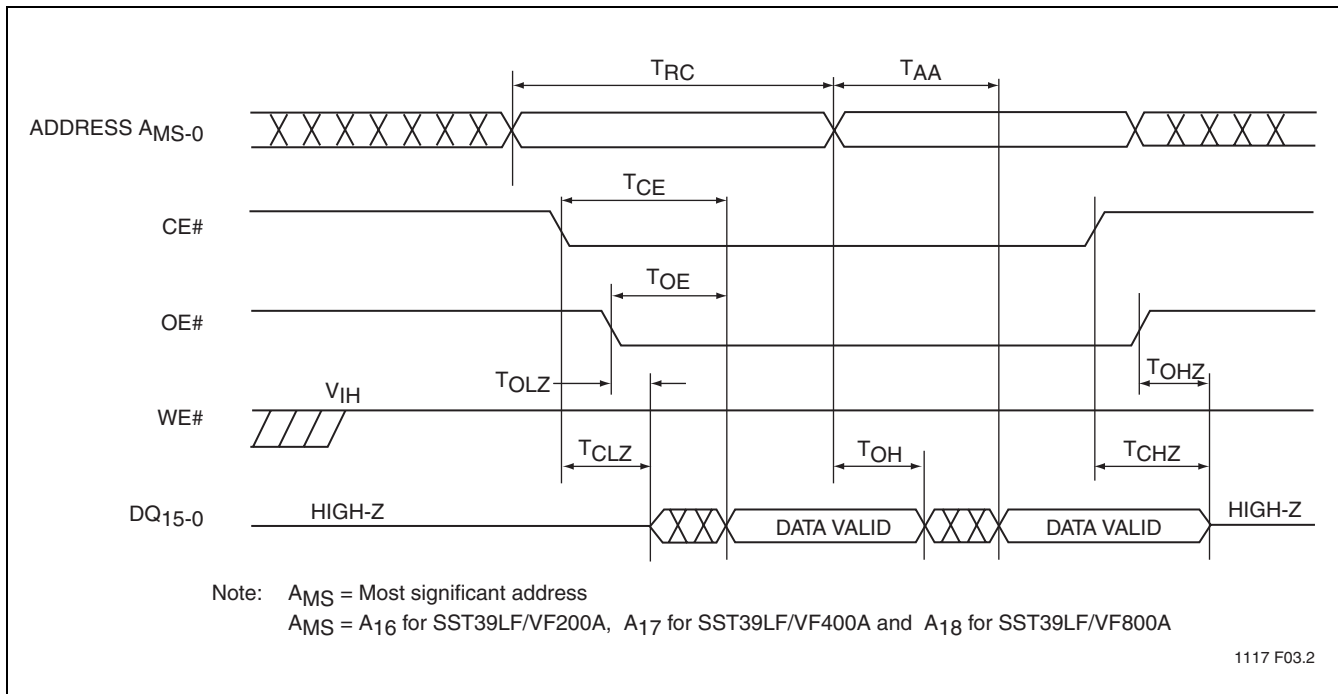 TRC TAA
ADDRESS AMS-0
TCE
CE#
TOE
OE#
TOLZ TOHZ
VIH
WE#
TCLZ TOH TCHZ
DQ15-0 HIGH-Z DATA VALID DATA VALID HIGH-Z
Note: AMS = Most significant address
AMS = A16 for SST39LF/VF200A, A17 for SST39LF/VF400A and A18 for SST39LF/VF800A
1117 F03.2